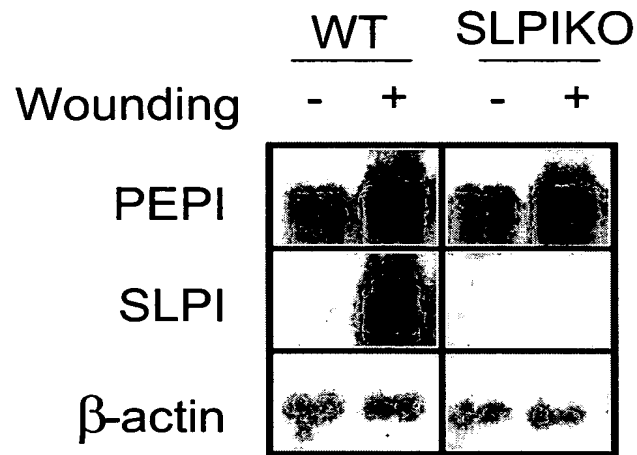 WT SLPIKO
Wounding - + - +
PEPI
SLPI
β-actin